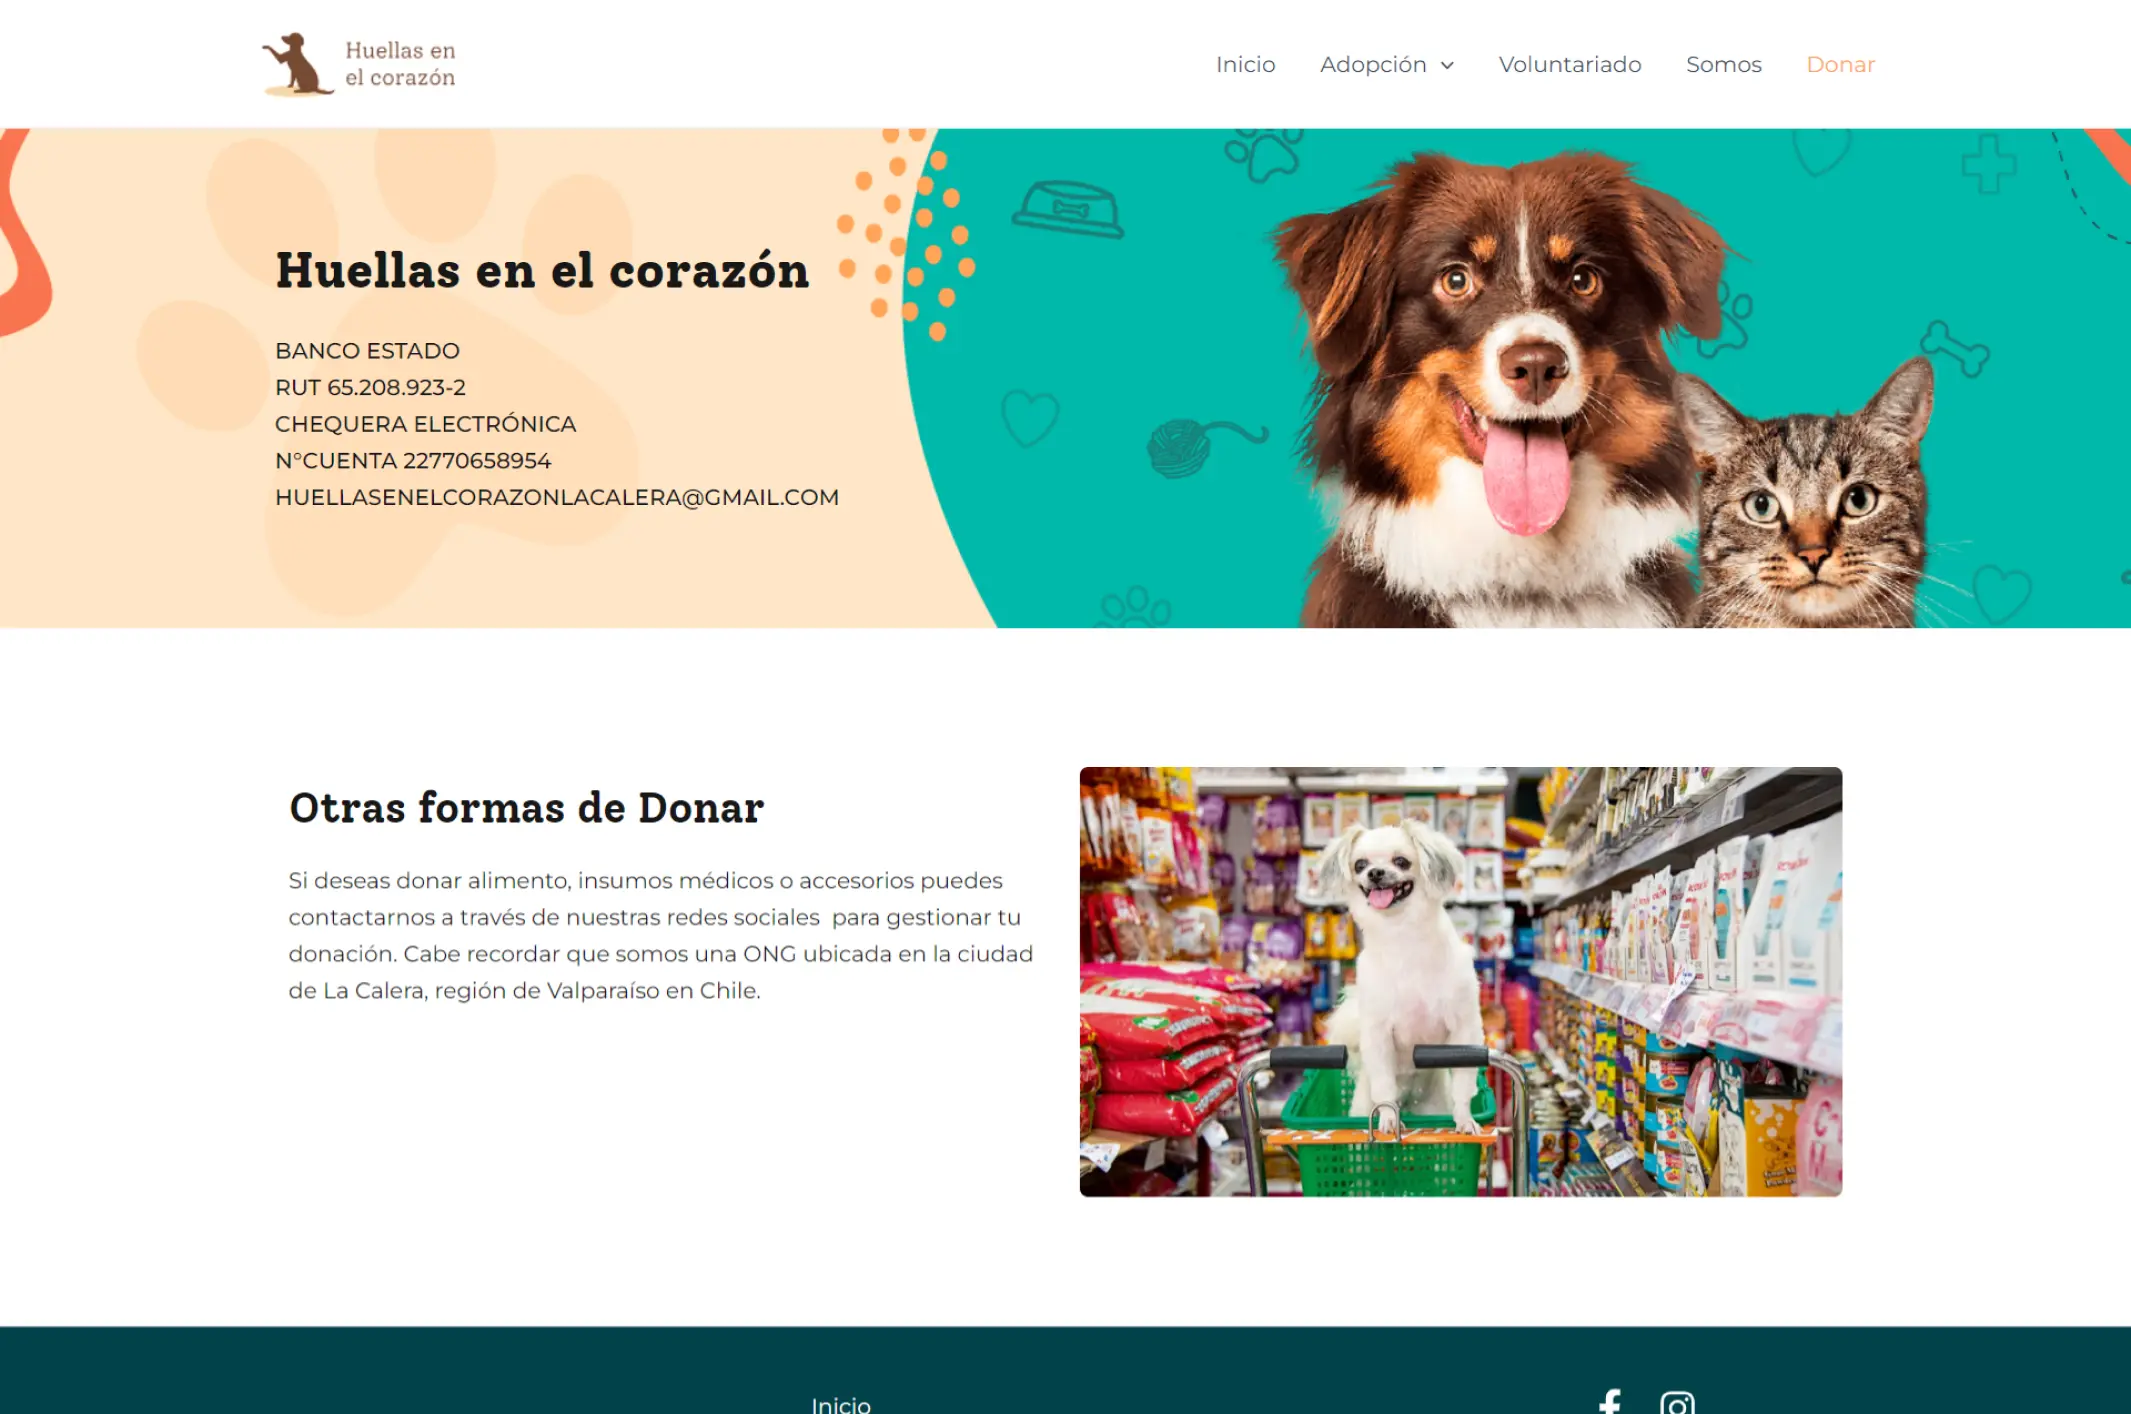 Huellas en
el corazón
Inicio
Adopción
Voluntariado
Somos
Donar
Huellas en el corazón
BANCO ESTADO
RUT 65.208.923-2
CHEQUERA ELECTRÓNICA
N°CUENTA 22770658954
HUELLASENELCORAZONLACALERA@GMAIL.COM
Otras formas de Donar
Si deseas donar alimento, insumos médicos o accesorios puedes
contactarnos a través de nuestras redes sociales  para gestionar tu
donación. Cabe recordar que somos una ONG ubicada en la ciudad
de La Calera, región de Valparaíso en Chile.
Inicio